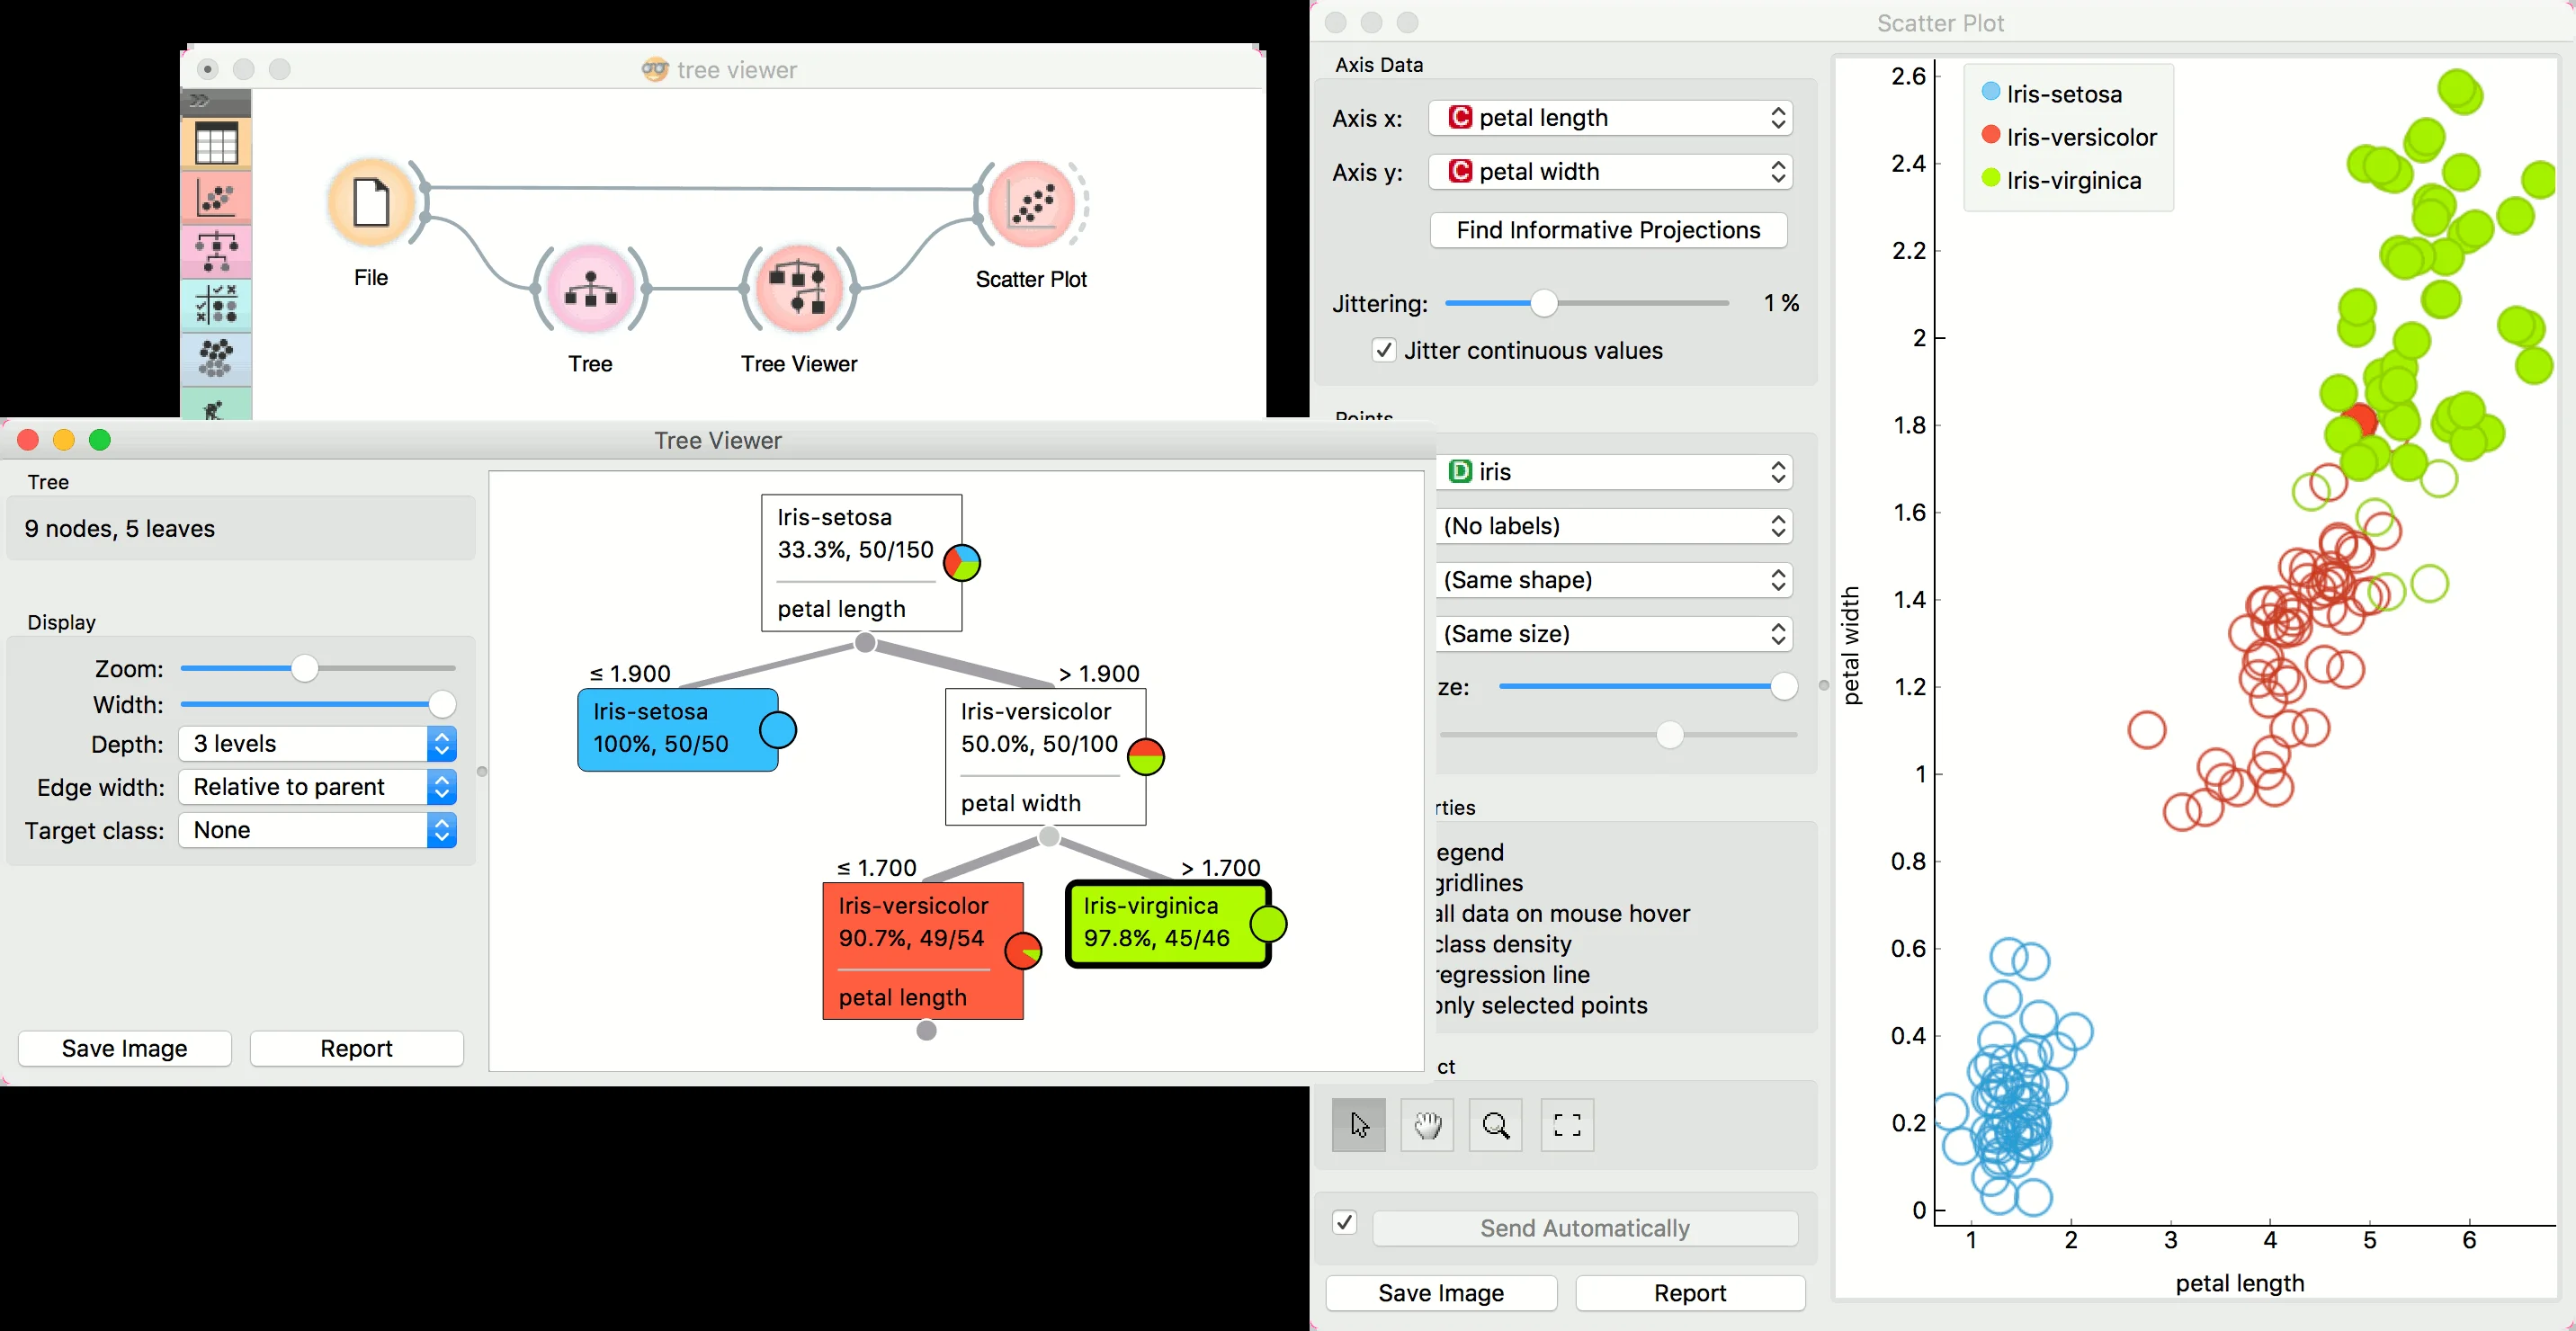 tree viewer
File
Tree
Tree Viewer
Scatter Plot
Tree Viewer
Tree
9 nodes, 5 leaves
Display
Zoom:
Width:
Depth: 3 levels
Edge width: Relative to parent
Target class: None
Save Image Report
Iris-setosa
33.3%, 50/150
petal length
≤ 1.900 > 1.900
Iris-setosa
100%, 50/50
Iris-versicolor
50.0%, 50/100
petal width
≤ 1.700 > 1.700
Iris-versicolor
90.7%, 49/54
petal length
Iris-virginica
97.8%, 45/46
Scatter Plot
Axis Data
Axis x: C petal length
Axis y: C petal width
Find Informative Projections
Jittering: 1 %
Jitter continuous values
Points
D iris
(No labels)
(Same shape)
(Same size)
ze:
rties
egend
gridlines
all data on mouse hover
class density
regression line
only selected points
ct
Send Automatically
Save Image Report
Iris-setosa
Iris-versicolor
Iris-virginica
2.6
2.4
2.2
2
1.8
1.6
1.4
1.2
1
0.8
0.6
0.4
0.2
0
petal width
1 2 3 4 5 6
petal length